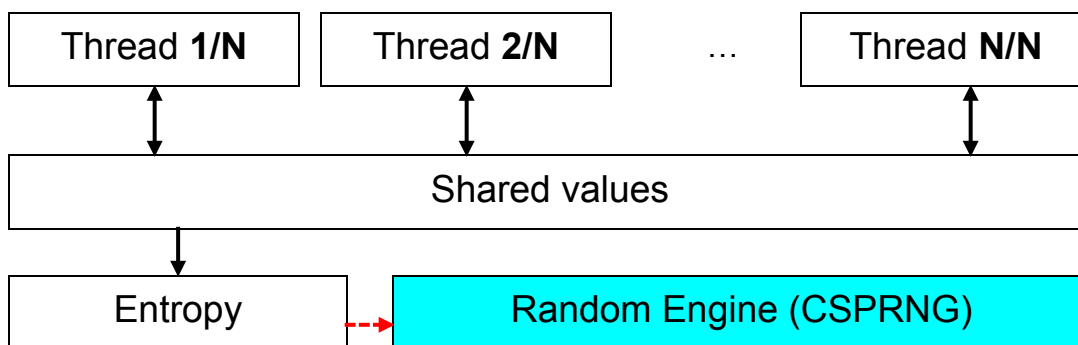 Thread 1/N
Thread 2/N
…
Thread N/N
Shared values
Entropy
Random Engine (CSPRNG)